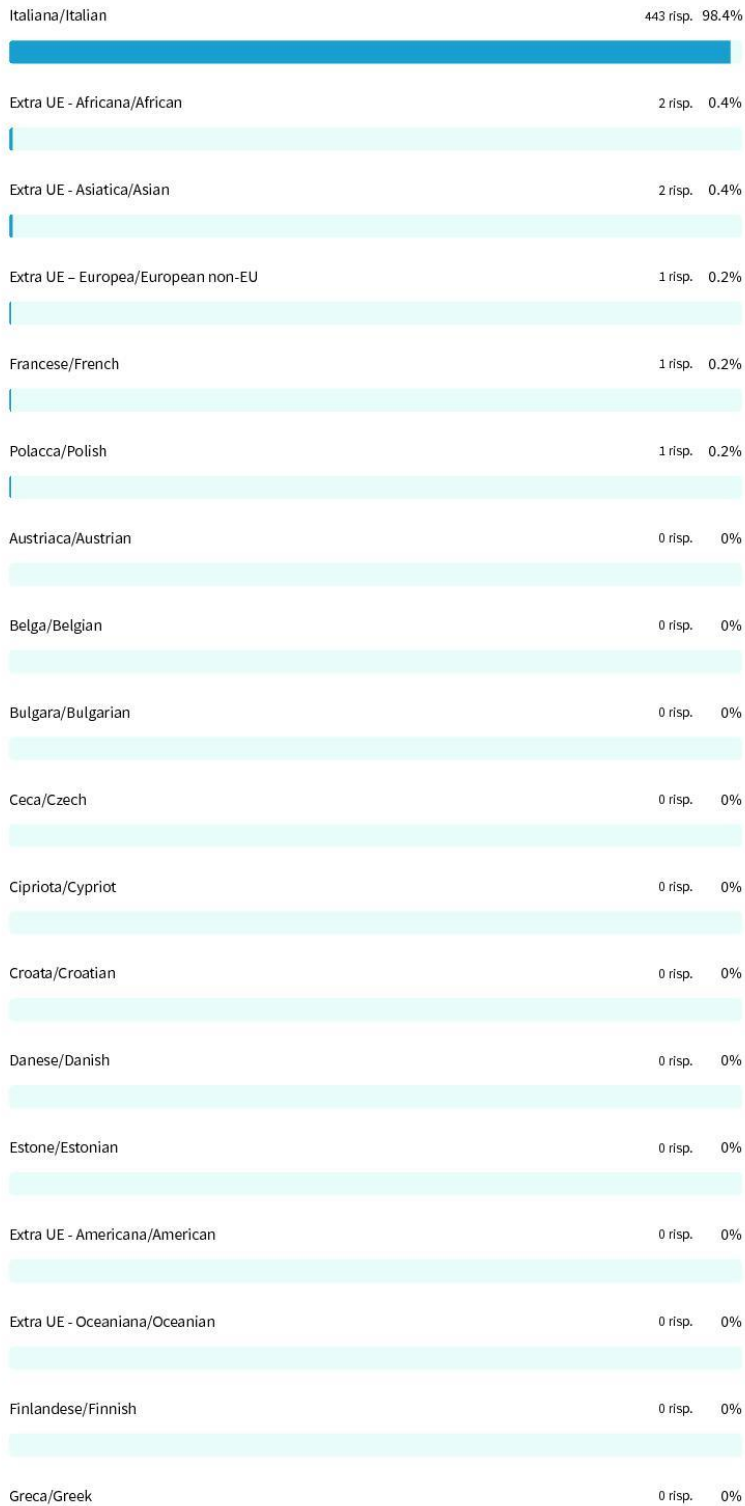 Italiana/Italian 443 risp. 98.4%
Extra UE - Africana/African 2 risp. 0.4%
Extra UE - Asiatica/Asian 2 risp. 0.4%
Extra UE – Europea/European non-EU 1 risp. 0.2%
Francese/French 1 risp. 0.2%
Polacca/Polish 1 risp. 0.2%
Austriaca/Austrian 0 risp. 0%
Belga/Belgian 0 risp. 0%
Bulgara/Bulgarian 0 risp. 0%
Ceca/Czech 0 risp. 0%
Cipriota/Cypriot 0 risp. 0%
Croata/Croatian 0 risp. 0%
Danese/Danish 0 risp. 0%
Estone/Estonian 0 risp. 0%
Extra UE - Americana/American 0 risp. 0%
Extra UE - Oceaniana/Oceanian 0 risp. 0%
Finlandese/Finnish 0 risp. 0%
Greca/Greek 0 risp. 0%